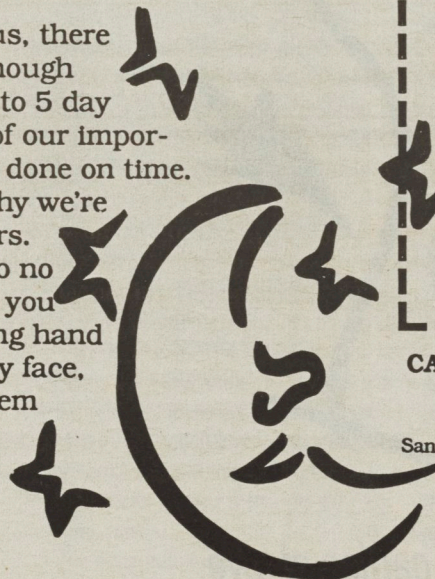 us, there
nough
to 5 day
of our impor-
done on time.
hy we're
rs.
o no
you
ng hand
y face,
em
CA
San